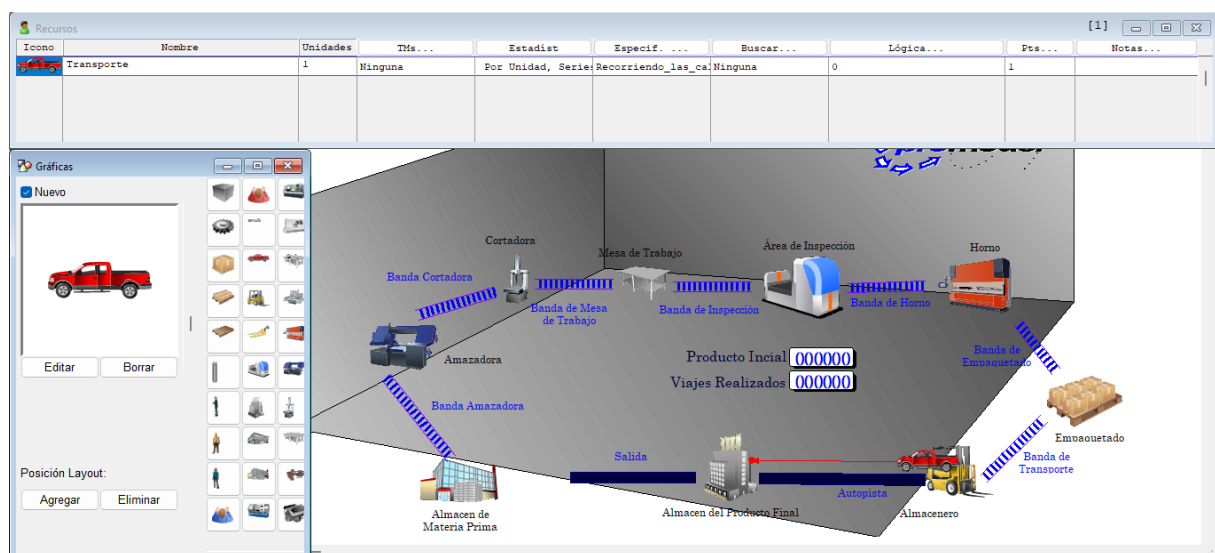 Recursos
[1]
Icono Nombre Unidades TMs... Estadíst Especif. ... Buscar... Lógica... Pts... Notas...
Transporte 1 Ninguna Por Unidad, Series Recorriendo_las_cal Ninguna 0 1
Gráficas
Nuevo
Editar Borrar
Posición Layout:
Agregar Eliminar
Cortadora
Mesa de Trabajo
Área de Inspección
Horno
Banda Cortadora
Banda de Mesa
de Trabajo
Banda de Inspección
Banda de Horno
Amazadora
Producto Incial 000000
Viajes Realizados 000000
Banda de
Empaquetado
Banda Amazadora
Empaquetado
Salida
Banda de
Transporte
Autopista
Almacen de
Materia Prima
Almacen del Producto Final
Almacenero